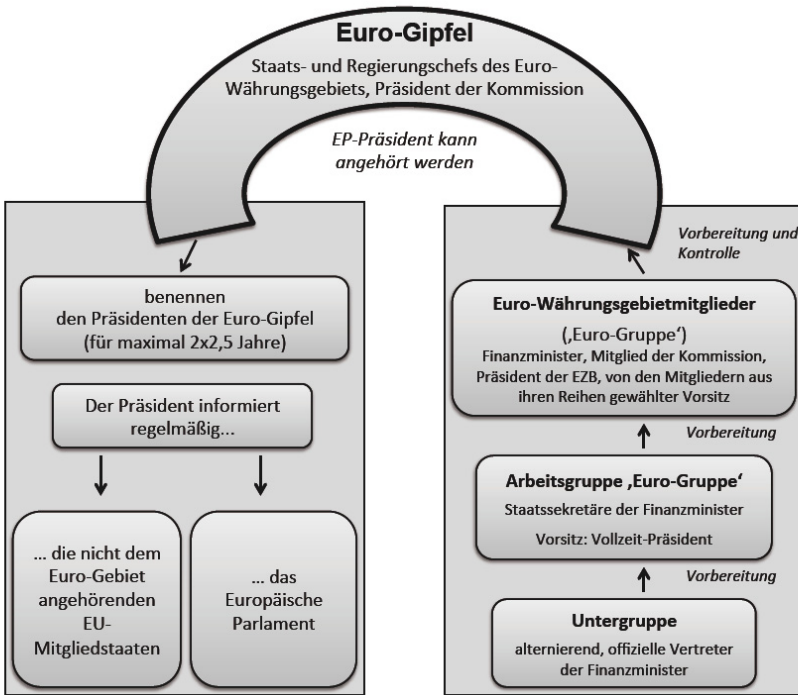 Euro-Gipfel
Staats- und Regierungschefs des Euro-
Währungsgebiets, Präsident der Kommission
EP-Präsident kann
angehört werden
benennen
den Präsidenten der Euro-Gipfel
(für maximal 2x2,5 Jahre)
Der Präsident informiert
regelmäßig...
... die nicht dem
Euro-Gebiet
angehörenden
EU-
Mitgliedstaaten
... das
Europäische
Parlament
Vorbereitung und
Kontrolle
Euro-Währungsgebietmitglieder
(‚Euro-Gruppe‘)
Finanzminister, Mitglied der Kommission,
Präsident der EZB, von den Mitgliedern aus
ihren Reihen gewählter Vorsitz
Vorbereitung
Arbeitsgruppe ‚Euro-Gruppe‘
Staatssekretäre der Finanzminister
Vorsitz: Vollzeit-Präsident
Vorbereitung
Untergruppe
alternierend, offizielle Vertreter
der Finanzminister